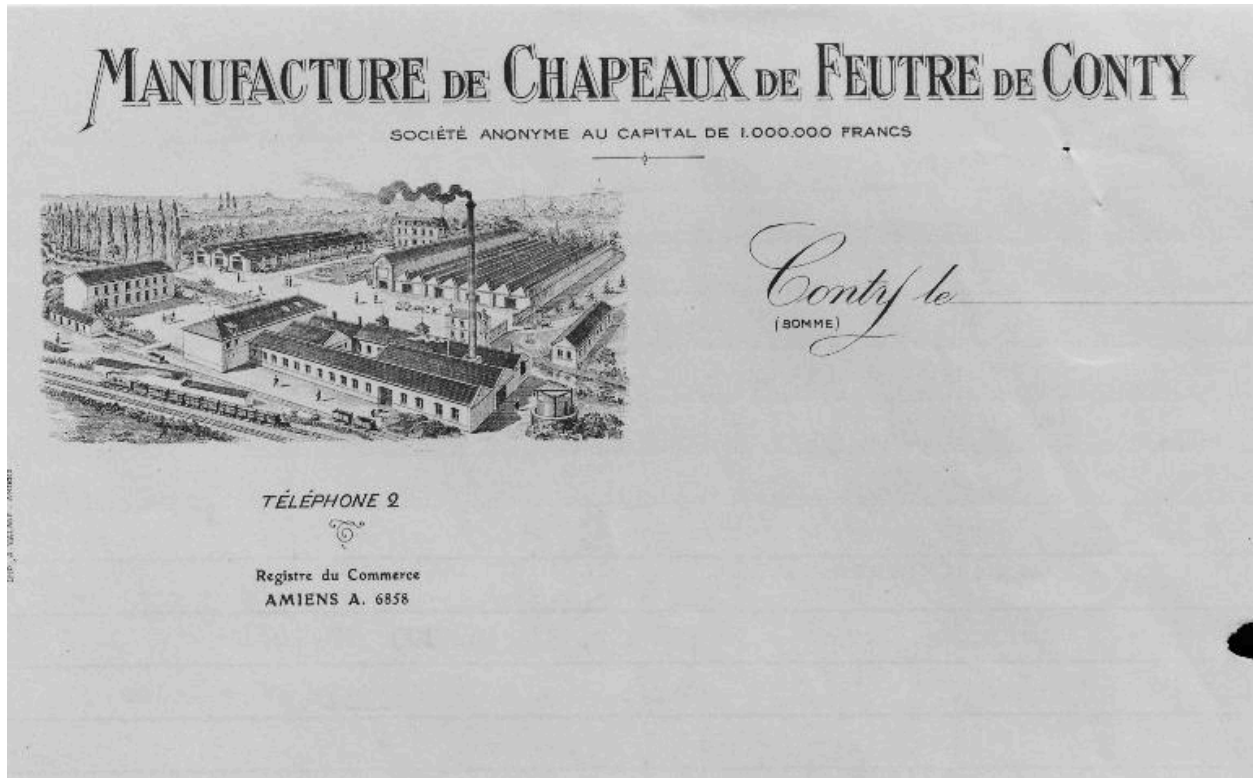 MANUFACTURE DE CHAPEAUX DE FEUTRE DE CONTY
SOCIÉTÉ ANONYME AU CAPITAL DE 1.000.000 FRANCS
Conty le
(SOMME)
TÉLÉPHONE 2
Registre du Commerce
AMIENS A. 6858